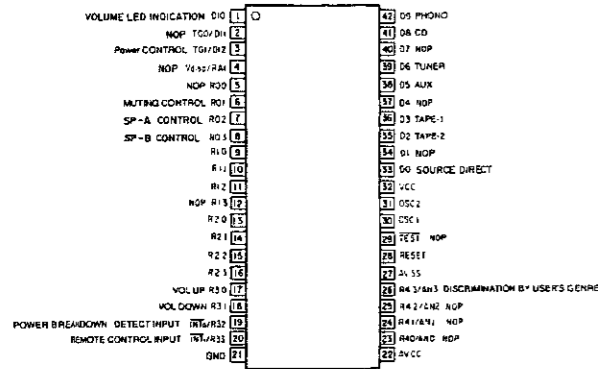 VOLUME LED INDICATION DI0 1
NOP TG0/DI1 2
Power CONTROL TG1/DI2 3
NOP Vdisp/RA1 4
NOP R00 5
MUTING CONTROL R01 6
SP-A CONTROL R02 7
SP-B CONTROL R03 8
R10 9
R11 10
R12 11
NOP R13 12
R20 13
R21 14
R22 15
R23 16
VOL UP R30 17
VOL DOWN R31 18
POWER BREAKDOWN DETECT INPUT INT0/R32 19
REMOTE CONTROL INPUT INT1/R33 20
GND 21
42 D9 PHONO
41 D8 CD
40 D7 NOP
39 D6 TUNER
38 D5 AUX
37 D4 NOP
36 D3 TAPE-1
35 D2 TAPE-2
34 D1 NOP
33 D0 SOURCE DIRECT
32 VCC
31 OSC2
30 OSC1
29 TEST NOP
28 RESET
27 AVSS
26 R43/AN3 DISCRIMINATION BY USER'S GENRE
25 R42/AN2 NOP
24 R41/AN1 NOP
23 R40/AN0 NOP
22 AVCC